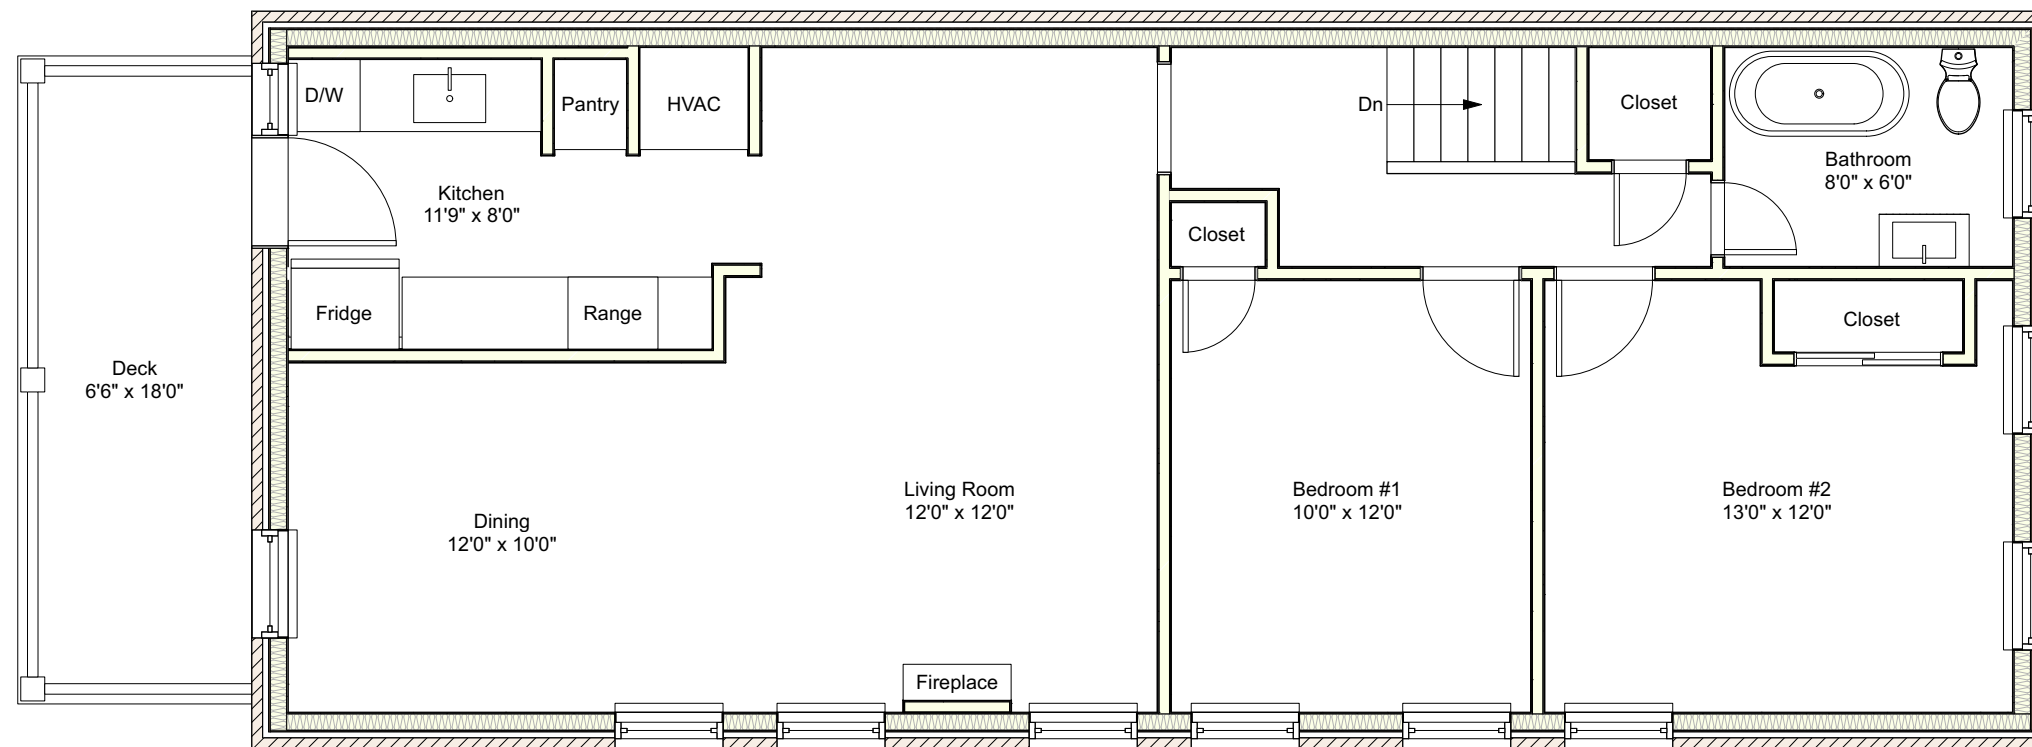 D/W
Pantry
HVAC
Dn
Closet
Bathroom
8'0" x 6'0"
Kitchen
11'9" x 8'0"
Closet
Fridge
Range
Closet
Deck
6'6" x 18'0"
Living Room
12'0" x 12'0"
Bedroom #1
10'0" x 12'0"
Bedroom #2
13'0" x 12'0"
Dining
12'0" x 10'0"
Fireplace